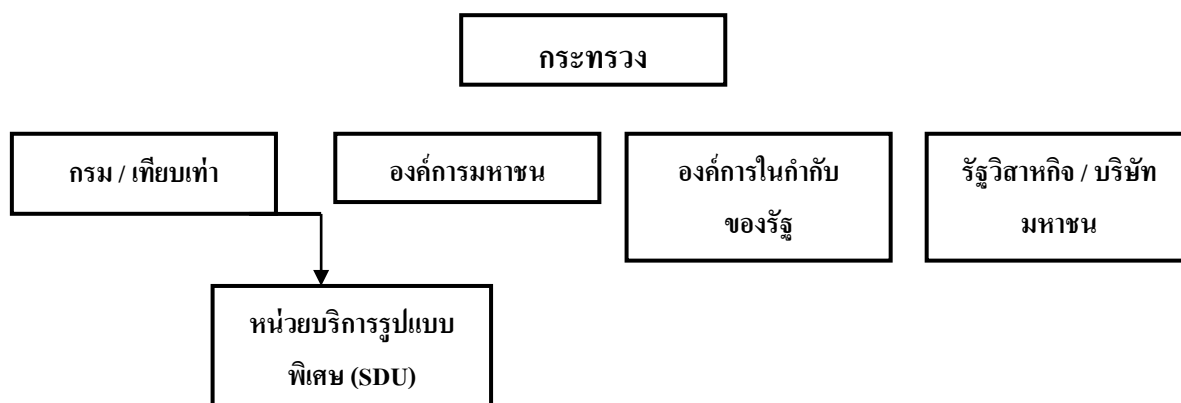 กระทรวง
กรม / เทียบเท่า
องค์การมหาชน
องค์การในกำกับ
ของรัฐ
รัฐวิสาหกิจ / บริษัท
มหาชน
หน่วยบริการรูปแบบ
พิเศษ (SDU)